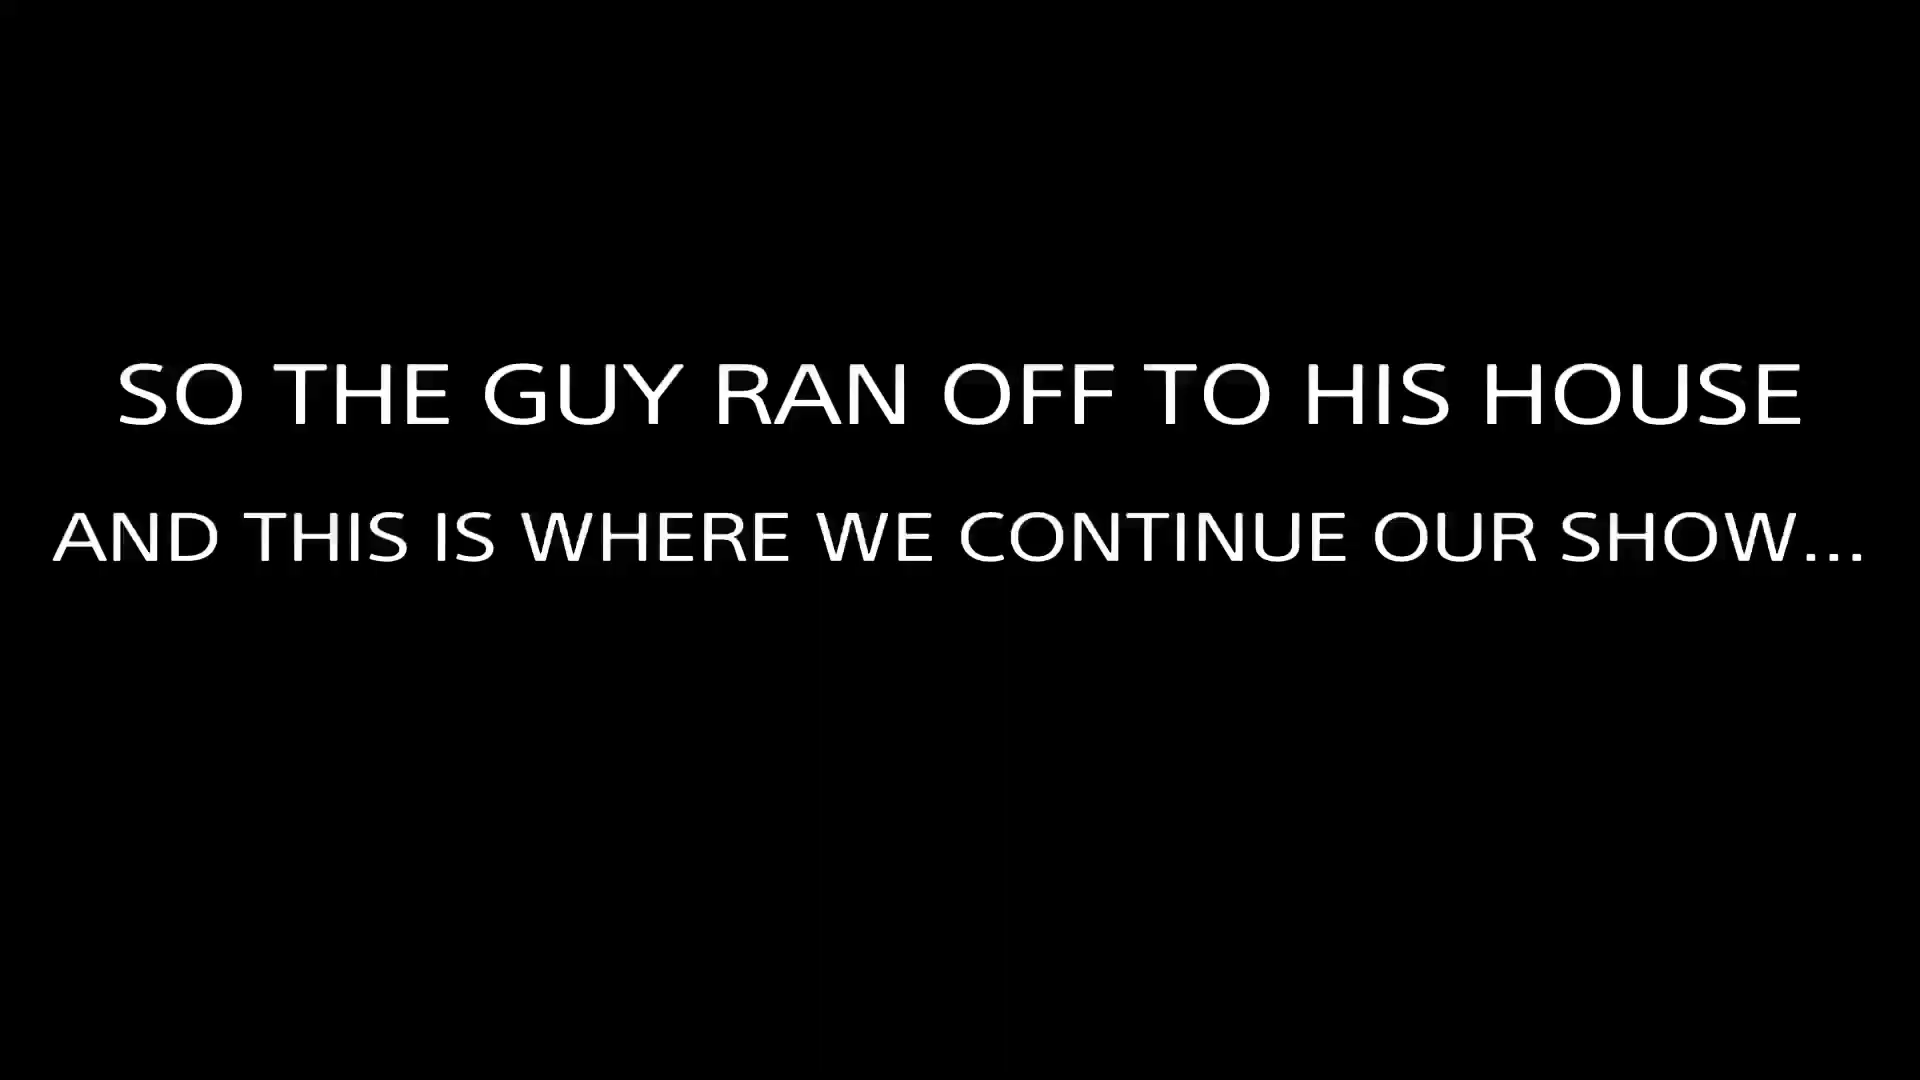 SO THE GUY RAN OFF TO HIS HOUSE
AND THIS IS WHERE WE CONTINUE OUR SHOW...